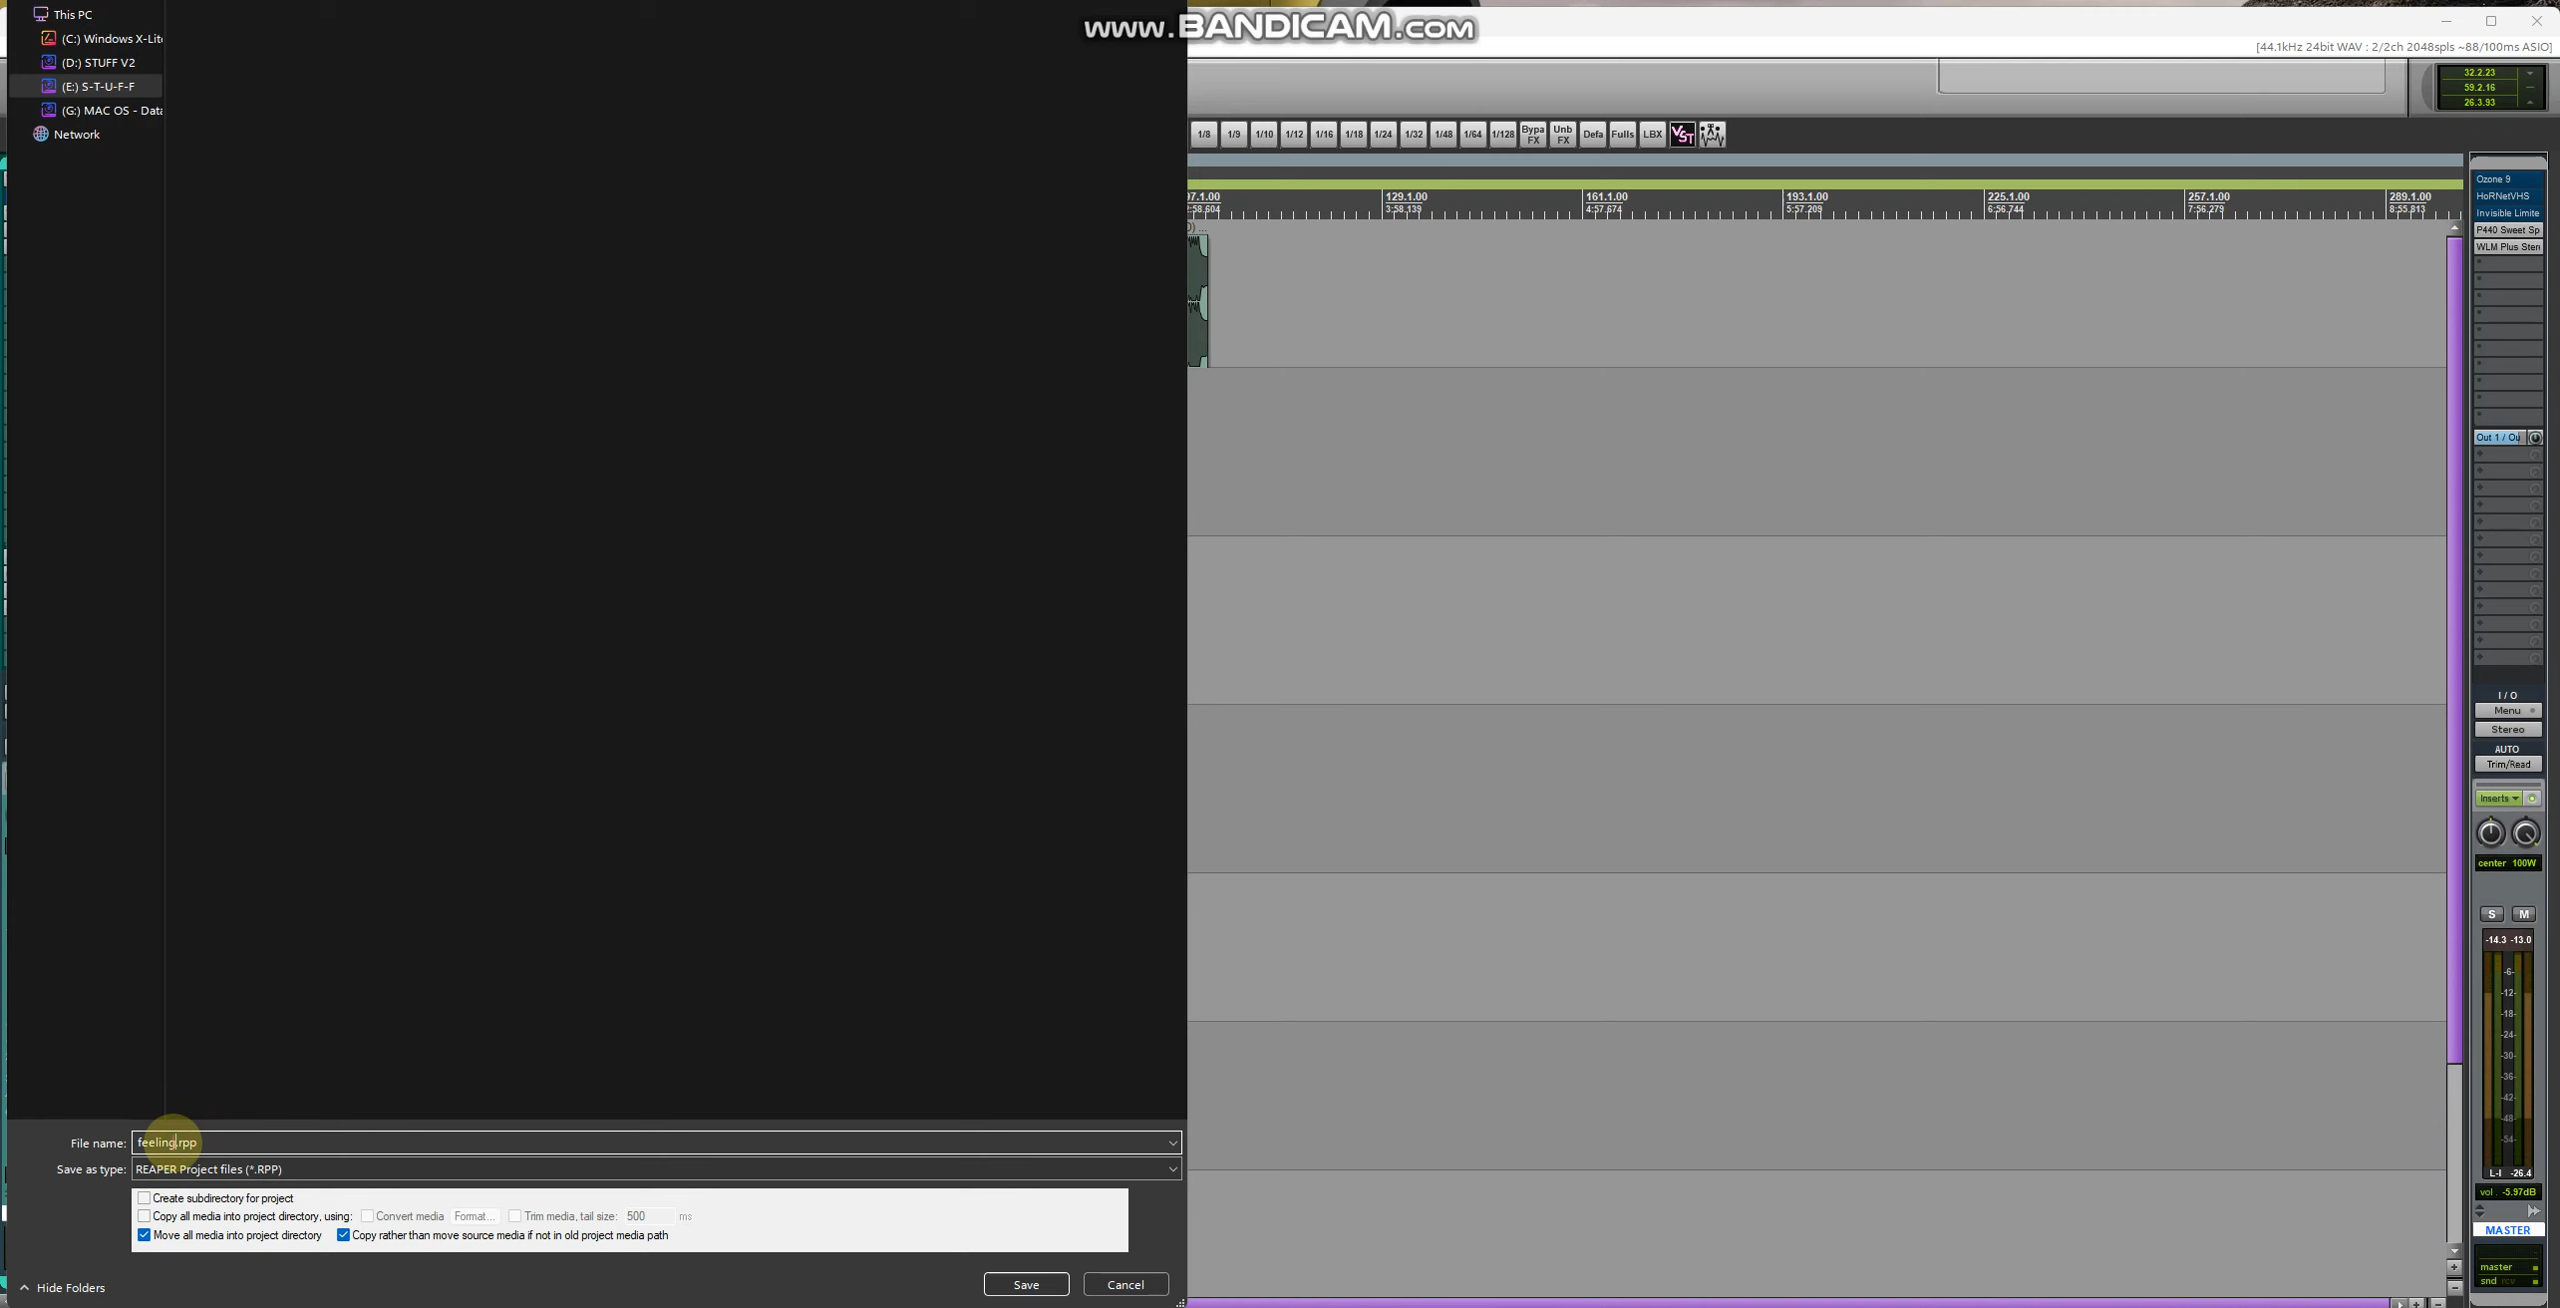 This PC
www.BANDICAM.com
(C:) Windows X-Lit
[44.1kHz 24bit WAV : 2/2ch 2048spls ~88/100ms ASIO]
(D:) STUFF V2
(E:) S-T-U-F-F
(G:) MAC OS - Data
Network
32.2.23
59.2.16
26.3.93
1/8 1/9 1/10 1/12 1/16 1/18 1/24 1/32 1/48 1/64 1/128 Bypa FX Unb FX Defa Fulls LBX VST
97.1.00 129.1.00 161.1.00 193.1.00 225.1.00 257.1.00 289.1.00
:58.604 3:58.139 4:57.674 5:57.209 6:56.744 7:56.279 8:55.813
Ozone 9
HoRNetVHS
Invisible Limite
P440 Sweet Sp
WLM Plus Ster
Out 1 / Ou
I / O
Menu
Stereo
AUTO
Trim/Read
Inserts
center 100W
S M
-14.3 -13.0
-6-
-12-
-18-
-24-
-30-
-36-
-42-
-48-
-54-
L-I -26.4
vol : -5.97dB
MASTER
master
snd rcv
File name: feeling.rpp
Save as type: REAPER Project files (*.RPP)
Create subdirectory for project
Copy all media into project directory, using: Convert media Format... Trim media, tail size: 500 ms
Move all media into project directory Copy rather than move source media if not in old project media path
Hide Folders
Save Cancel